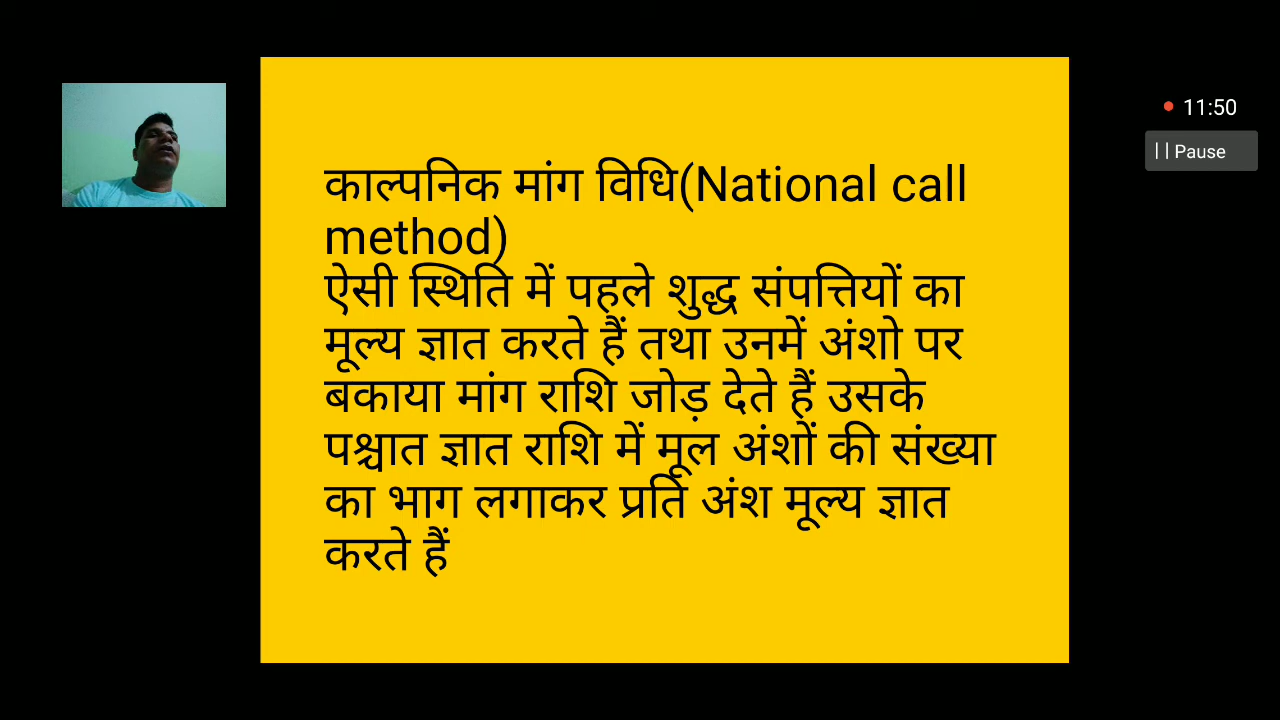 काल्पनिक मांग विधि(National call
method)
ऐसी स्थिति में पहले शुद्ध संपत्तियों का
मूल्य ज्ञात करते हैं तथा उनमें अंशो पर
बकाया मांग राशि जोड़ देते हैं उसके
पश्चात ज्ञात राशि में मूल अंशों की संख्या
का भाग लगाकर प्रति अंश मूल्य ज्ञात
करते हैं
11:50
Pause